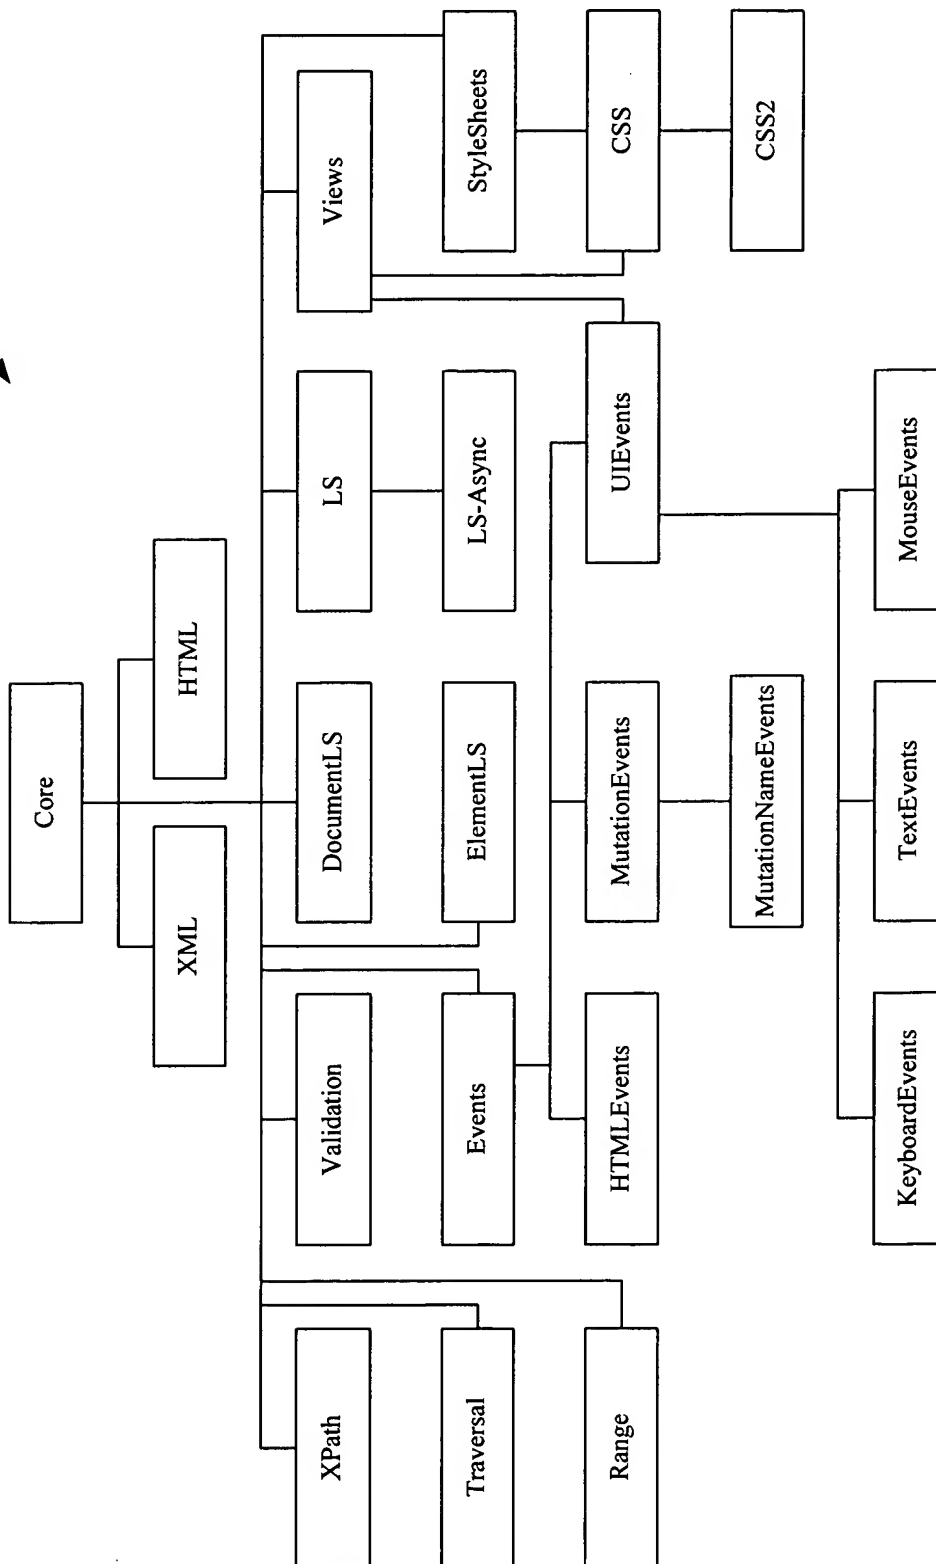 Core
XML
HTML
XPath
Validation
DocumentLS
LS
Views
Traversal
Events
ElementLS
LS-Async
StyleSheets
Range
HTMLEvents
MutationEvents
UIEvents
CSS
MutationNameEvents
CSS2
KeyboardEvents
TextEvents
MouseEvents